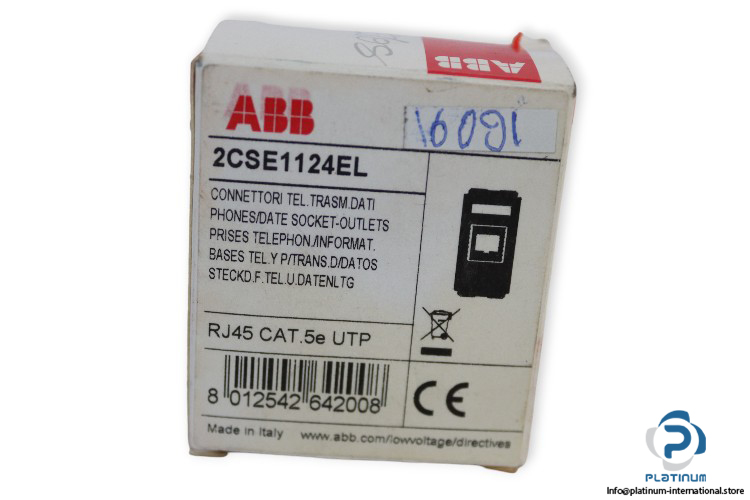 ABB
ABB
16091
2CSE1124EL
CONNETTORI TEL.TRASM.DATI
PHONES/DATE SOCKET-OUTLETS
PRISES TELEPHON./INFORMAT.
BASES TEL.Y P/TRANS.D/DATOS
STECKD.F.TEL.U.DATENLTG
RJ45 CAT.5e UTP
8 012542 642008
CE
Made in Italy www.abb.com/lowvoltage/directives
PLATINUM
Info@platinum-international.store